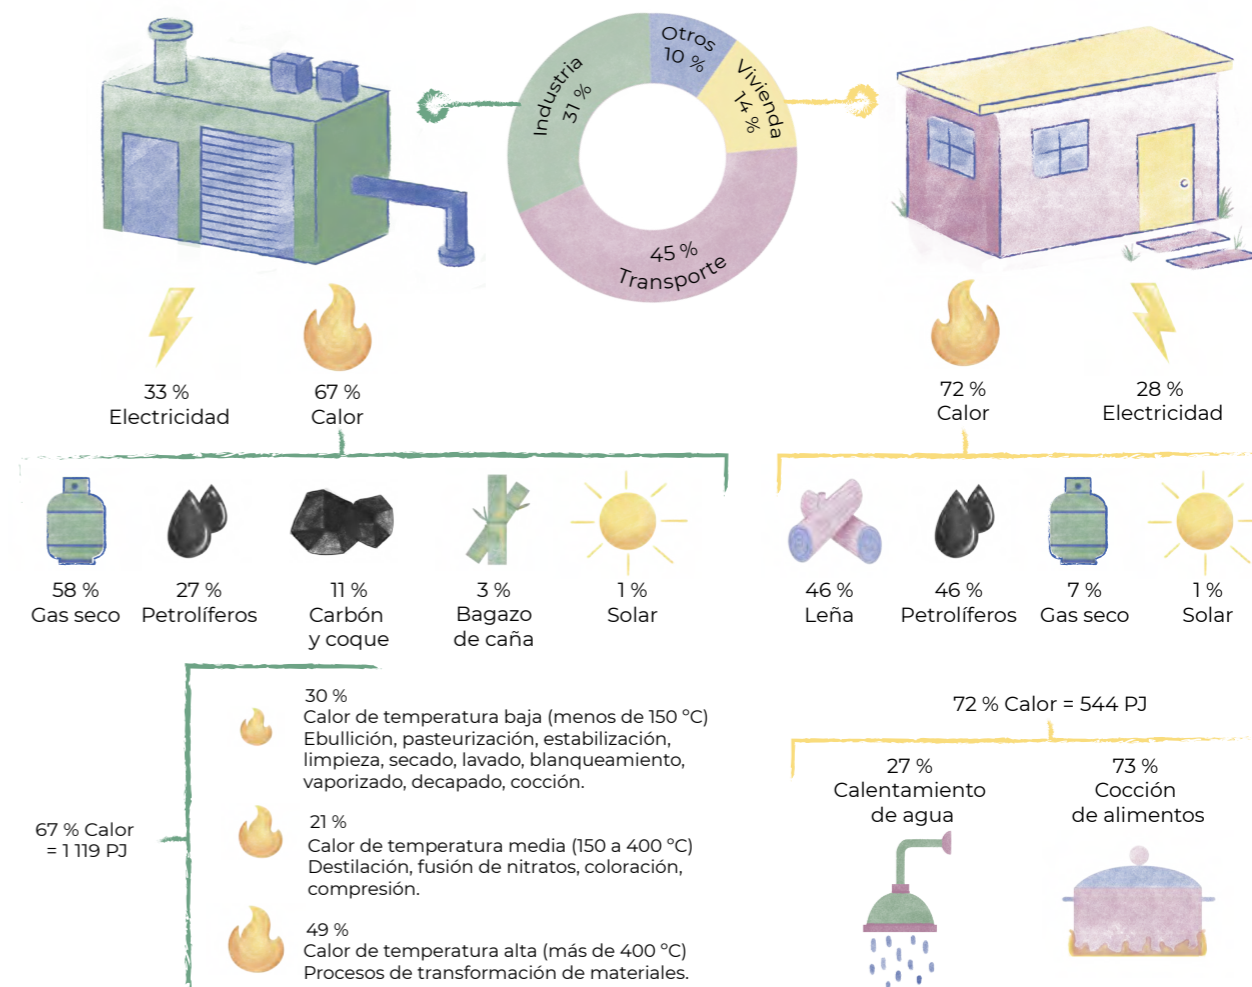 Otros
10 %
Vivienda
14 %
Industria
31 %
45 %
Transporte
33 %
Electricidad
67 %
Calor
72 %
Calor
28 %
Electricidad
58 %
Gas seco
27 %
Petrolíferos
11 %
Carbón
y coque
3 %
Bagazo
de caña
1 %
Solar
46 %
Leña
46 %
Petrolíferos
7 %
Gas seco
1 %
Solar
67 % Calor
= 1 119 PJ
30 %
Calor de temperatura baja (menos de 150 ºC)
Ebullición, pasteurización, estabilización,
limpieza, secado, lavado, blanqueamiento,
vaporizado, decapado, cocción.
21 %
Calor de temperatura media (150 a 400 ºC)
Destilación, fusión de nitratos, coloración,
compresión.
49 %
Calor de temperatura alta (más de 400 ºC)
Procesos de transformación de materiales.
72 % Calor = 544 PJ
27 %
Calentamiento
de agua
73 %
Cocción
de alimentos